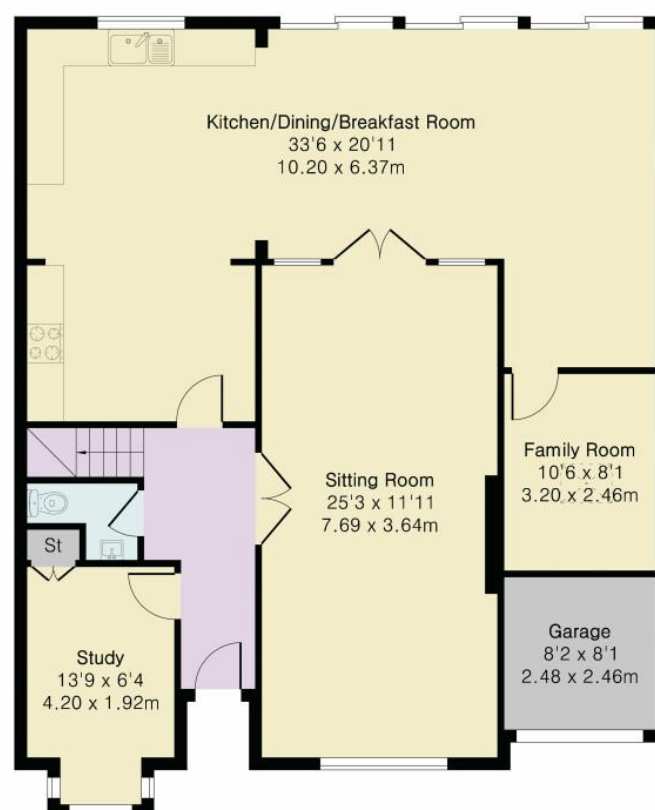 Kitchen/Dining/Breakfast Room
33'6 x 20'11
10.20 x 6.37m
Family Room
10'6 x 8'1
3.20 x 2.46m
Sitting Room
25'3 x 11'11
7.69 x 3.64m
St
Study
13'9 x 6'4
4.20 x 1.92m
Garage
8'2 x 8'1
2.48 x 2.46m